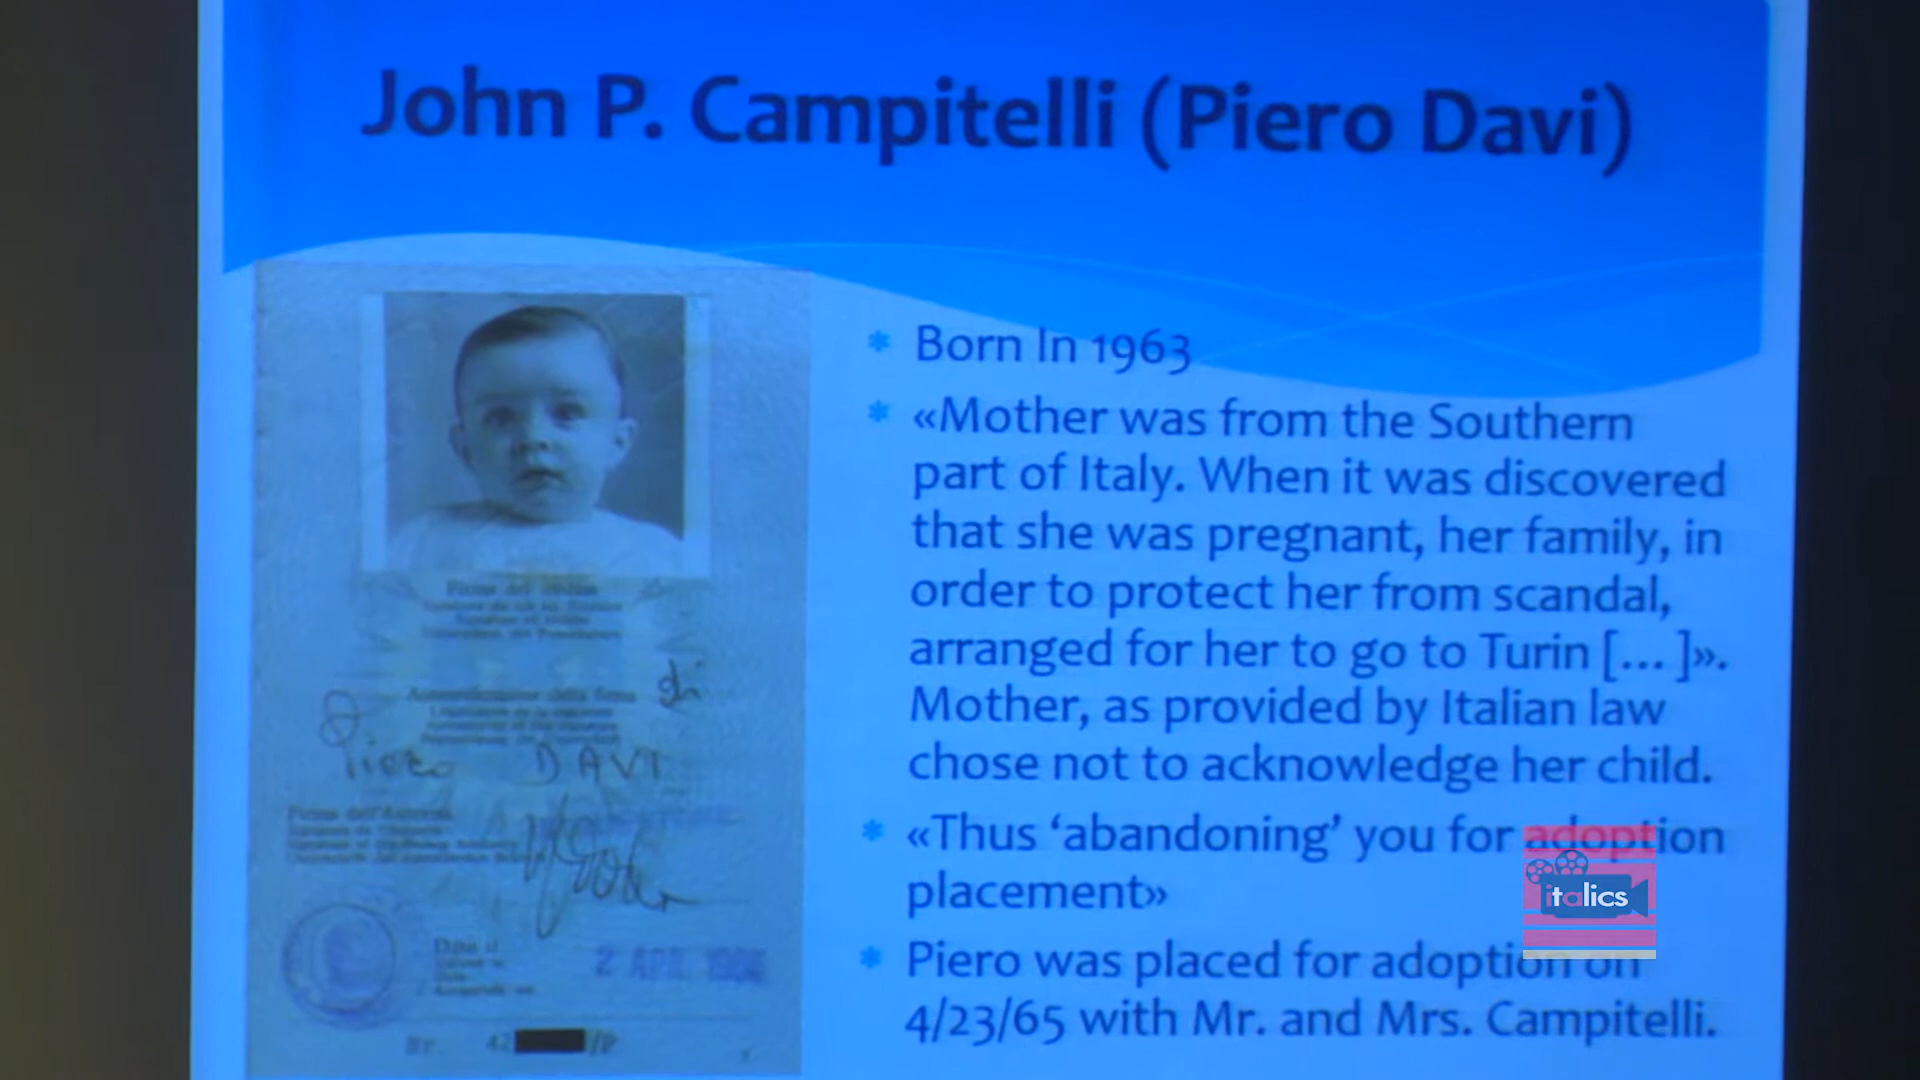 John P. Campitelli (Piero Davi)
Born In 1963
«Mother was from the Southern
part of Italy. When it was discovered
that she was pregnant, her family, in
order to protect her from scandal,
arranged for her to go to Turin [... ]».
Mother, as provided by Italian law
chose not to acknowledge her child.
«Thus ‘abandoning’ you for adoption
placement»
Piero was placed for adoption on
4/23/65 with Mr. and Mrs. Campitelli.
di
Piero DAVI
2 APR
Nr. 42 /P
italics